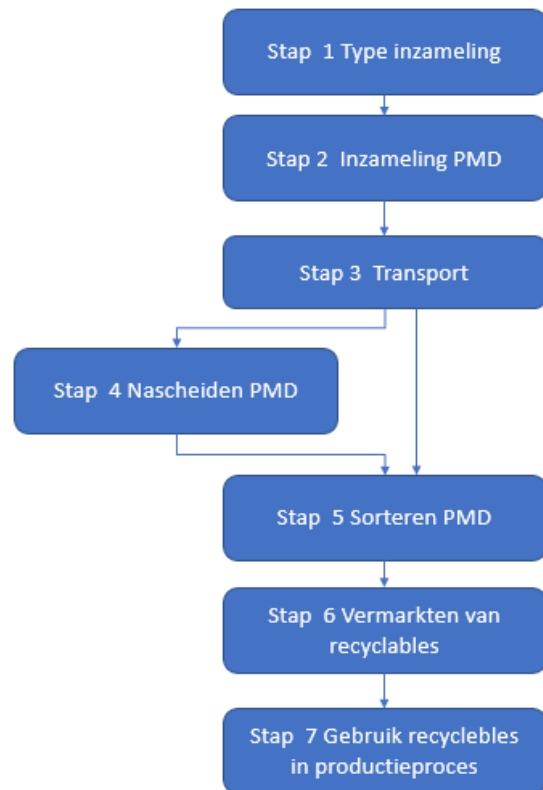 Stap  1 Type inzameling
Stap 2  Inzameling PMD
Stap 3  Transport
Stap  4 Nascheiden PMD
Stap  5 Sorteren PMD
Stap  6 Vermarkten van
recyclables
Stap  7 Gebruik recyclebles
in productieproces